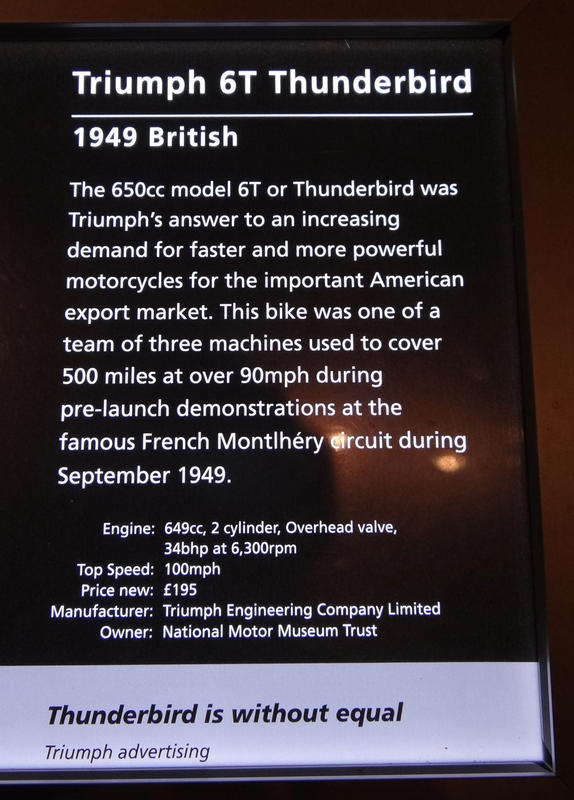 Triumph 6T Thunderbird
1949 British
The 650cc model 6T or Thunderbird was
Triumph's answer to an increasing
demand for faster and more powerful
motorcycles for the important American
export market. This bike was one of a
team of three machines used to cover
500 miles at over 90mph during
pre-launch demonstrations at the
famous French Montlhéry circuit during
September 1949.
Engine: 649cc, 2 cylinder, Overhead valve,
34bhp at 6,300rpm
Top Speed: 100mph
Price new: £195
Manufacturer: Triumph Engineering Company Limited
Owner: National Motor Museum Trust
Thunderbird is without equal
Triumph advertising